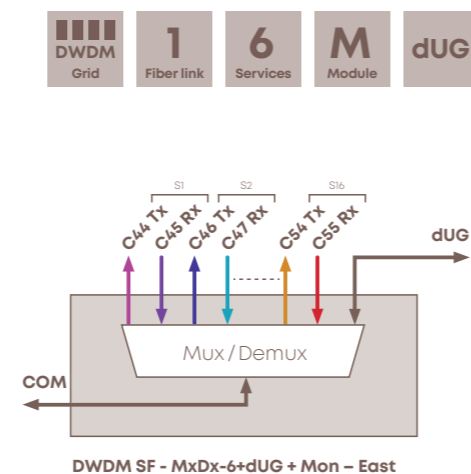 DWDM
Grid
1
Fiber link
6
Services
M
Module
dUG
S1
S2
S16
C44 Tx
C45 Rx
C46 Tx
C47 Rx
C54 Tx
C55 Rx
dUG
Mux / Demux
COM
DWDM SF - MxDx-6+dUG + Mon – East